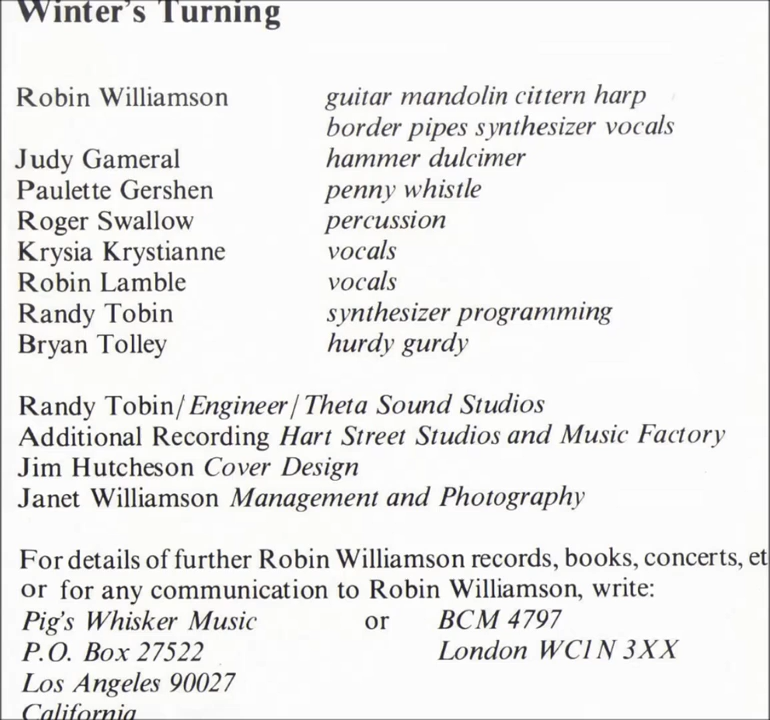 Winter's Turning
Robin Williamson guitar mandolin cittern harp
border pipes synthesizer vocals
Judy Gameral hammer dulcimer
Paulette Gershen penny whistle
Roger Swallow percussion
Krysia Krystianne vocals
Robin Lamble vocals
Randy Tobin synthesizer programming
Bryan Tolley hurdy gurdy
Randy Tobin/Engineer/Theta Sound Studios
Additional Recording Hart Street Studios and Music Factory
Jim Hutcheson Cover Design
Janet Williamson Management and Photography
For details of further Robin Williamson records, books, concerts, et
or for any communication to Robin Williamson, write:
Pig's Whisker Music or BCM 4797
P.O. Box 27522 London WC1N 3XX
Los Angeles 90027
California